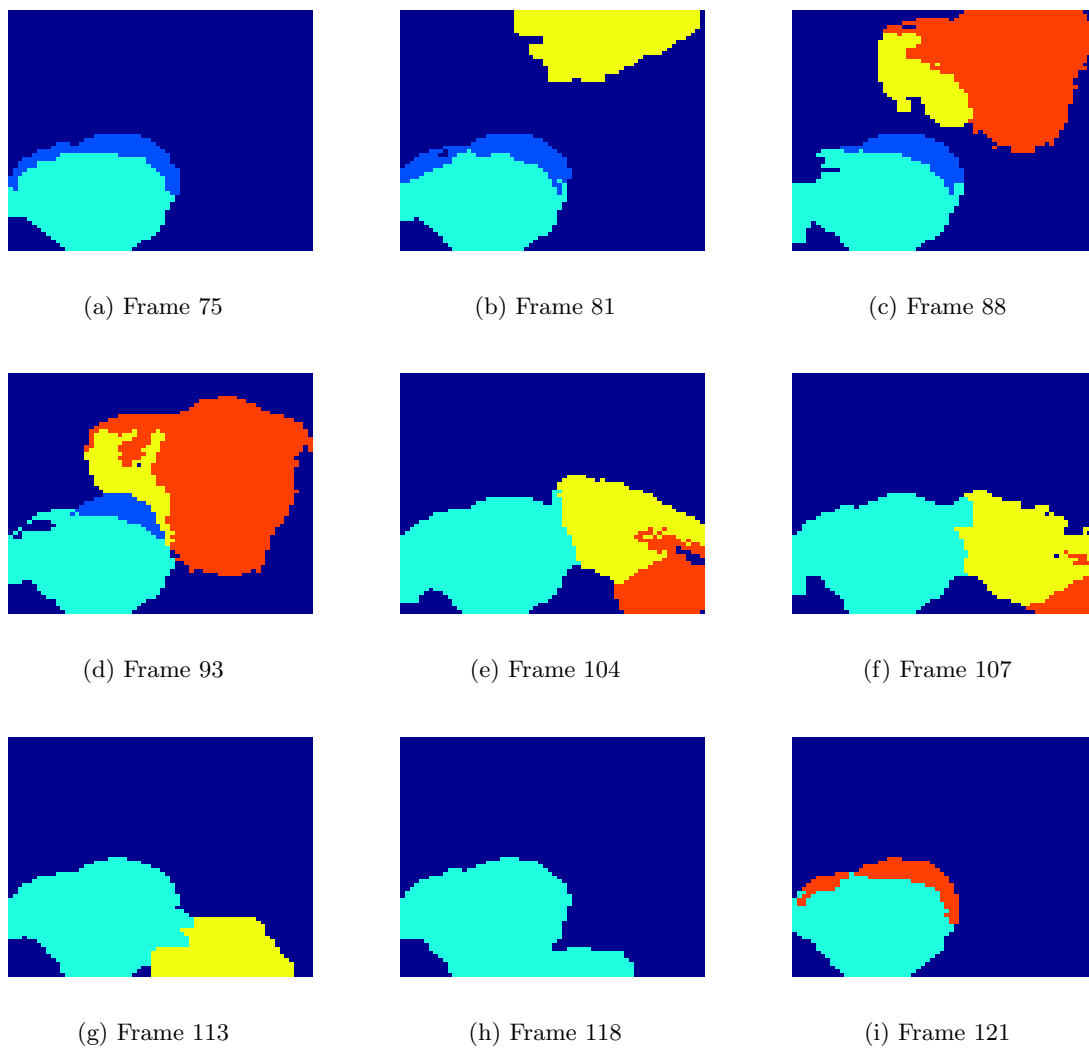 (a) Frame 75
(b) Frame 81
(c) Frame 88
(d) Frame 93
(e) Frame 104
(f) Frame 107
(g) Frame 113
(h) Frame 118
(i) Frame 121